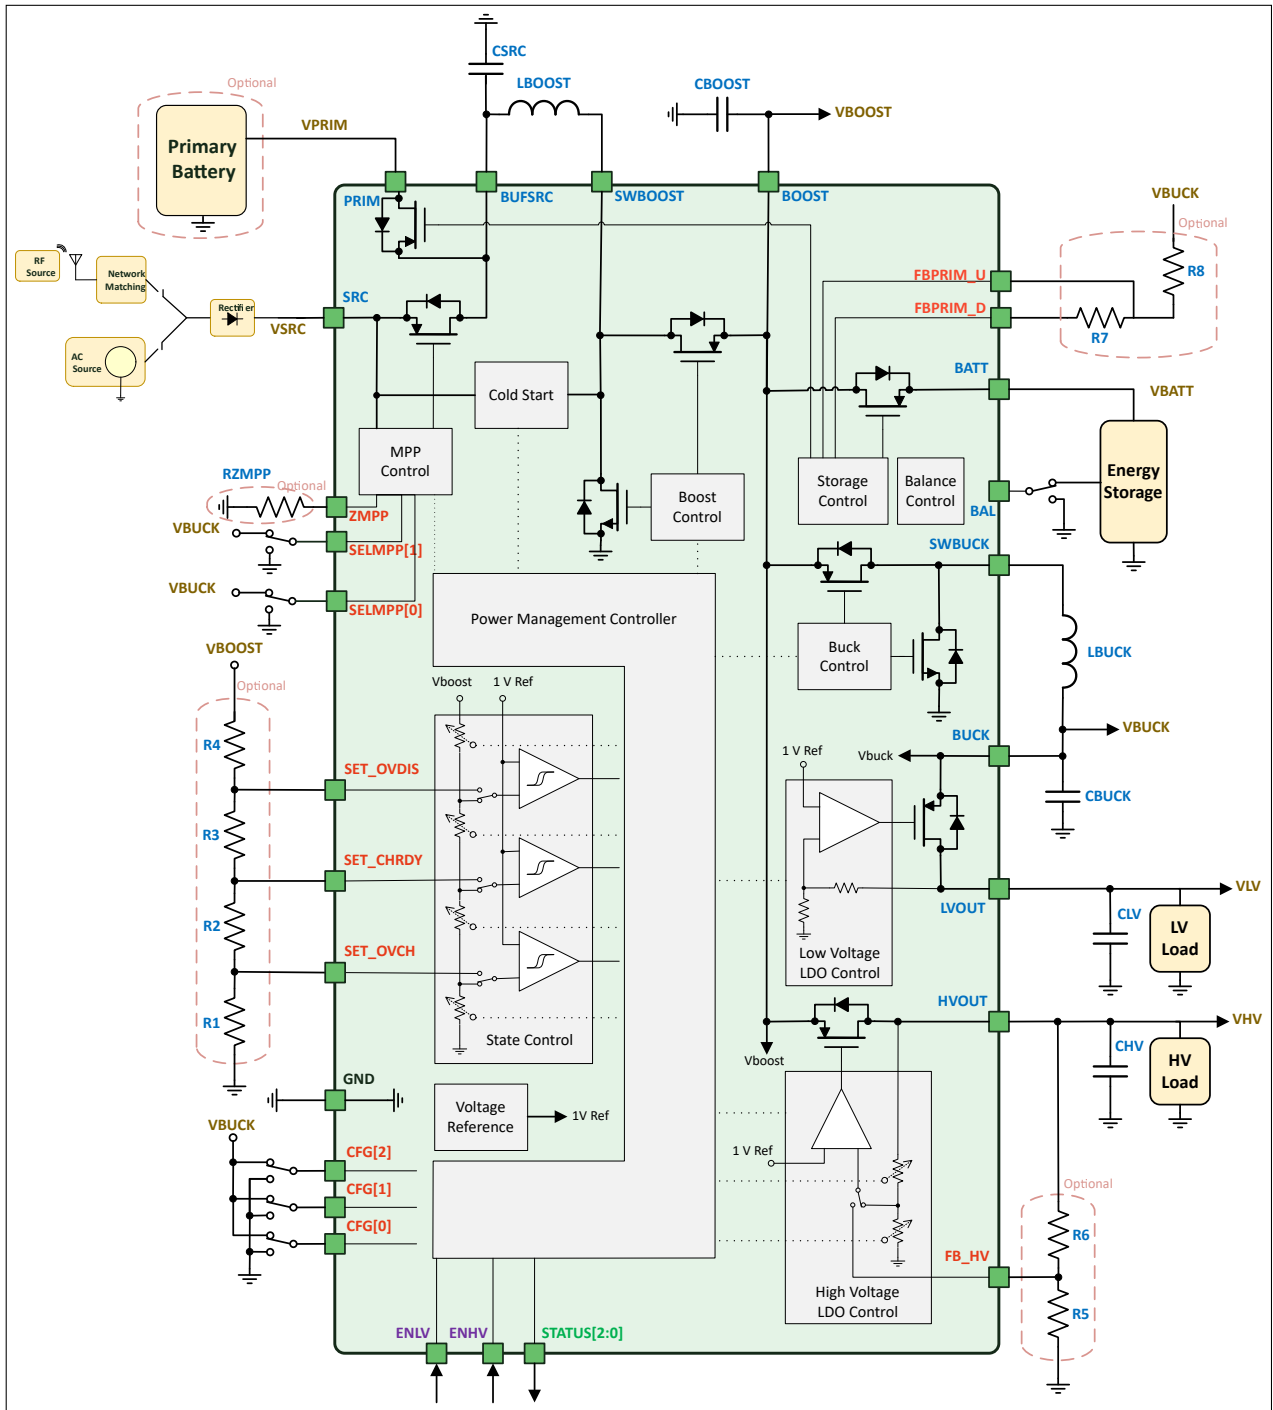 CSRC
LBOOST
CBOOST
VBOOST
Optional
VPRIM
Primary
Battery
PRIM
BUFSRC
SWBOOST
BOOST
VBUCK
Optional
R8
RF
Source
Network
Matching
Rectifier
VSRC
SRC
AC
Source
FBPRIM_U
FBPRIM_D
R7
BATT
VBATT
Cold Start
MPP
Control
Storage
Control
Balance
Control
Energy
Storage
BAL
RZMPP
Optional
ZMPP
Boost
Control
VBUCK
SELMPP[1]
VBUCK
SELMPP[0]
SWBUCK
Power Management Controller
Buck
Control
LBUCK
VBOOST
Optional
Vboost
1 V Ref
R4
SET_OVDIS
BUCK
VBUCK
1 V Ref
Vbuck
CBUCK
R3
SET_CHRDY
R2
LVOUT
VLV
CLV
LV
Load
SET_OVCH
Low Voltage
LDO Control
R1
State Control
HVOUT
VHV
Vboost
CHV
HV
Load
GND
Voltage
Reference
1V Ref
VBUCK
CFG[2]
CFG[1]
CFG[0]
1 V Ref
Optional
R6
FB_HV
R5
High Voltage
LDO Control
ENLV
ENHV
STATUS[2:0]